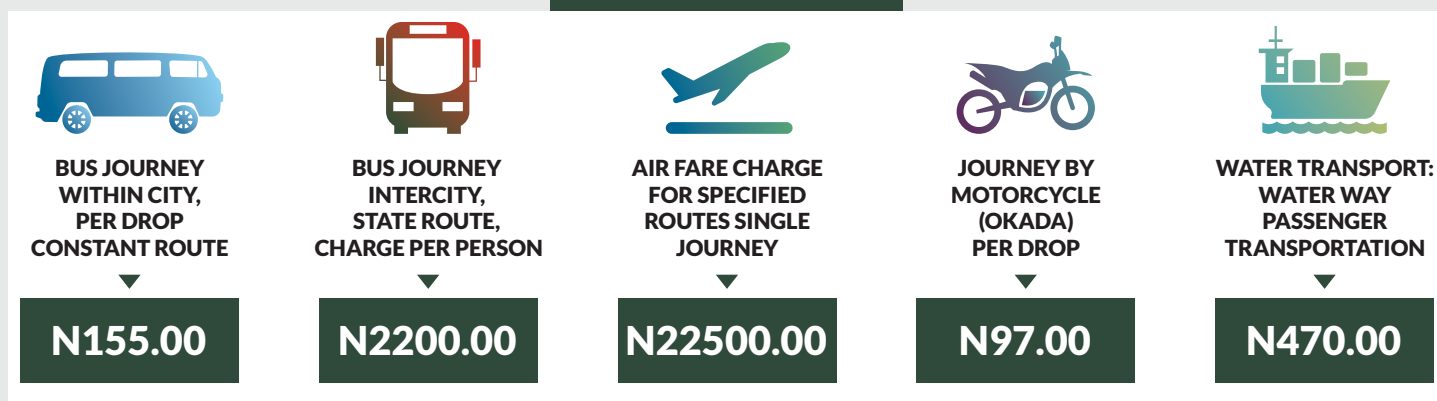 BUS JOURNEY
WITHIN CITY,
PER DROP
CONSTANT ROUTE
N155.00
BUS JOURNEY
INTERCITY,
STATE ROUTE,
CHARGE PER PERSON
N2200.00
AIR FARE CHARGE
FOR SPECIFIED
ROUTES SINGLE
JOURNEY
N22500.00
JOURNEY BY
MOTORCYCLE
(OKADA)
PER DROP
N97.00
WATER TRANSPORT:
WATER WAY
PASSENGER
TRANSPORTATION
N470.00